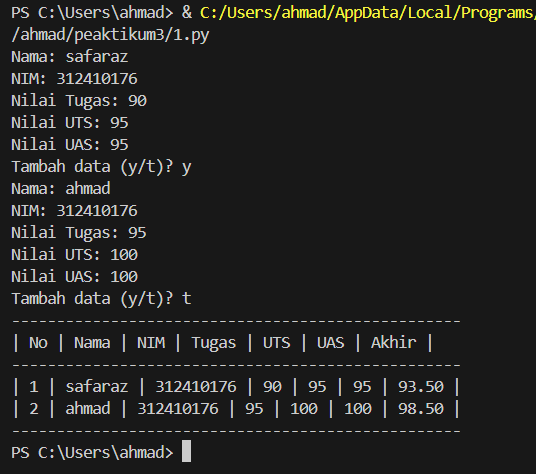 PS C:\Users\ahmad> & C:/Users/ahmad/AppData/Local/Programs/
/ahmad/peaktikum3/1.py
Nama: safaraz
NIM: 312410176
Nilai Tugas: 90
Nilai UTS: 95
Nilai UAS: 95
Tambah data (y/t)? y
Nama: ahmad
NIM: 312410176
Nilai Tugas: 95
Nilai UTS: 100
Nilai UAS: 100
Tambah data (y/t)? t
--------------------------------------------------
| No | Nama | NIM | Tugas | UTS | UAS | Akhir |
--------------------------------------------------
| 1 | safaraz | 312410176 | 90 | 95 | 95 | 93.50 |
| 2 | ahmad | 312410176 | 95 | 100 | 100 | 98.50 |
--------------------------------------------------
PS C:\Users\ahmad>